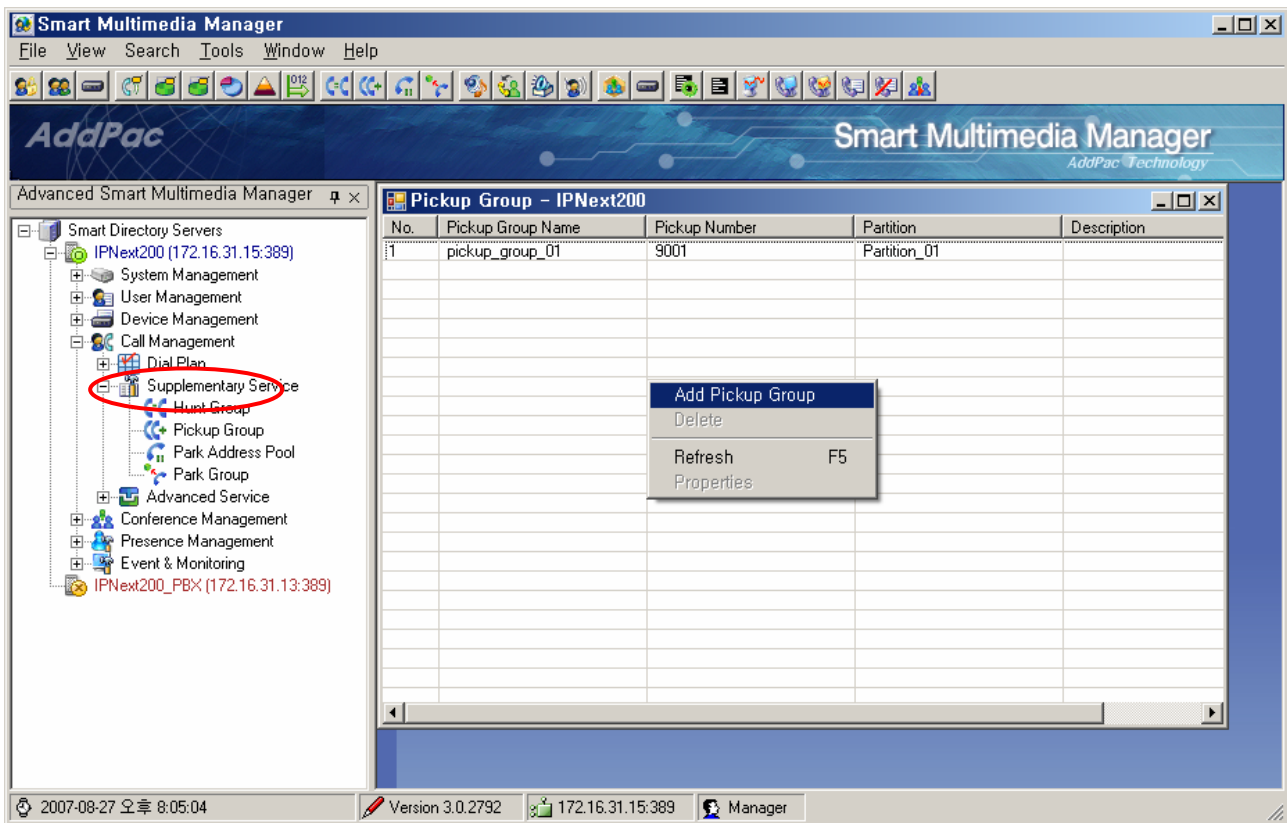 Smart Multimedia Manager
File View Search Tools Window Help
AddPac
Smart Multimedia Manager
AddPac Technology
Advanced Smart Multimedia Manager
Smart Directory Servers
IPNext200 (172.16.31.15:389)
System Management
User Management
Device Management
Call Management
Dial Plan
Supplementary Service
Hunt Group
Pickup Group
Park Address Pool
Park Group
Advanced Service
Conference Management
Presence Management
Event & Monitoring
IPNext200_PBX (172.16.31.13:389)
Pickup Group - IPNext200
No. Pickup Group Name Pickup Number Partition Description
1 pickup_group_01 9001 Partition_01
Add Pickup Group
Delete
Refresh F5
Properties
2007-08-27 오후 8:05:04 Version 3.0.2792 172.16.31.15:389 Manager